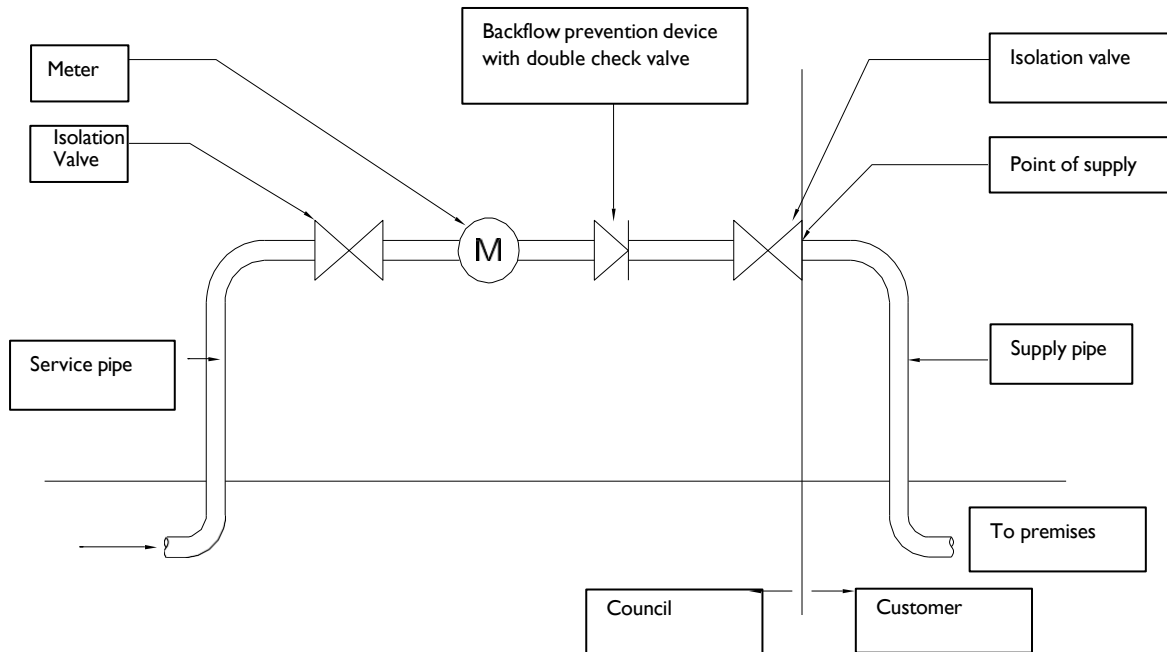 Backflow prevention device
with double check valve
Meter
Isolation valve
Isolation
Valve
Point of supply
M
Service pipe
Supply pipe
To premises
Council
Customer